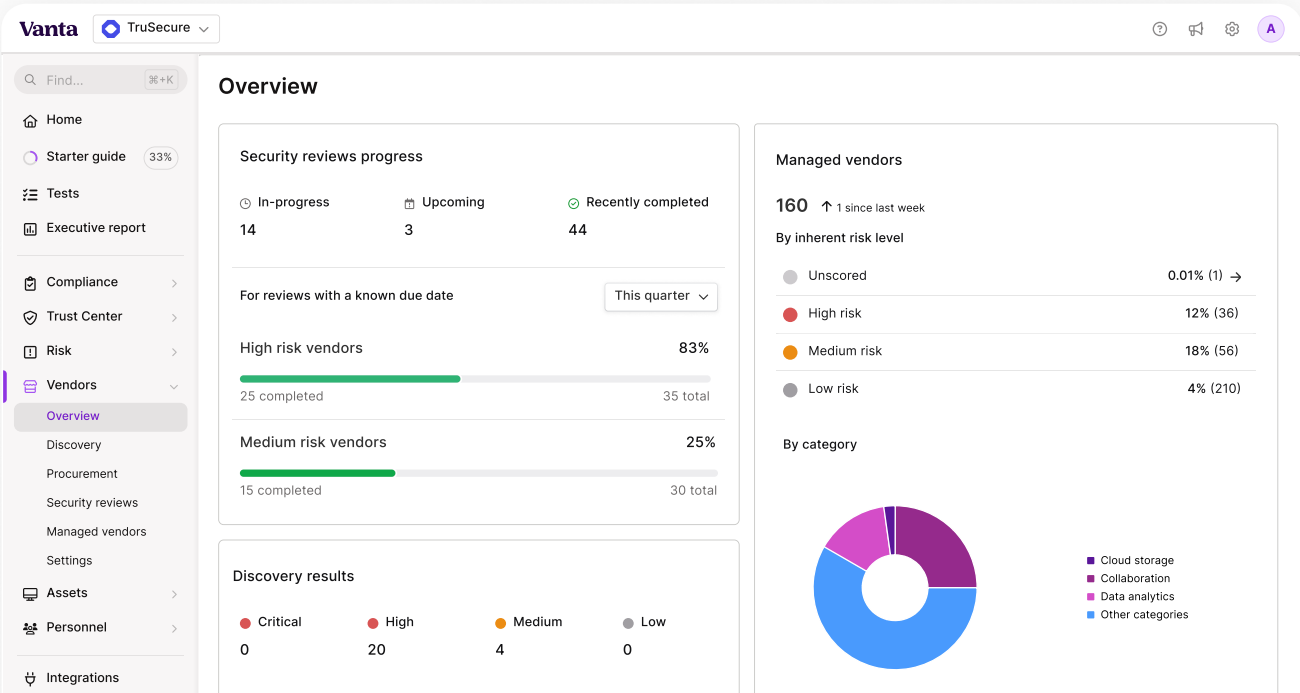 Vanta
TruSecure
A
Find...
⌘+K
Home
Starter guide
33%
Tests
Executive report
Compliance
Trust Center
Risk
Vendors
Overview
Discovery
Procurement
Security reviews
Managed vendors
Settings
Assets
Personnel
Integrations
Overview
Security reviews progress
In-progress
14
Upcoming
3
Recently completed
44
For reviews with a known due date
This quarter
High risk vendors 83%
25 completed 35 total
Medium risk vendors 25%
15 completed 30 total
Discovery results
Critical
0
High
20
Medium
4
Low
0
Managed vendors
160 ↑ 1 since last week
By inherent risk level
Unscored 0.01% (1) →
High risk 12% (36)
Medium risk 18% (56)
Low risk 4% (210)
By category
Cloud storage
Collaboration
Data analytics
Other categories